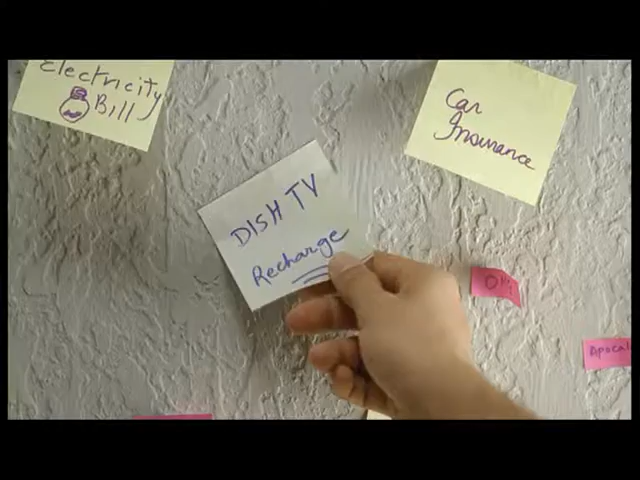 Electricity
Bill
Car
Insurance
DISH TV
Recharge